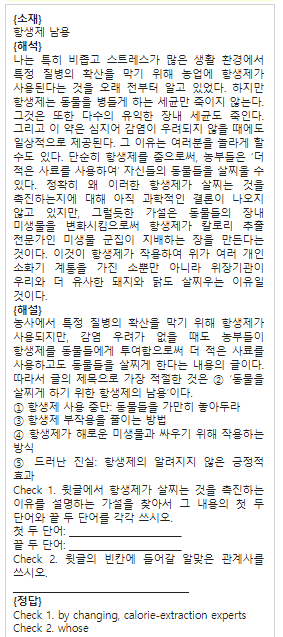 {소재}
항생제 남용
{해석}
나는 특히 비좁고 스트레스가 많은 생활 환경에서
특정 질병의 확산을 막기 위해 농업에 항생제가
사용된다는 것을 오래 전부터 알고 있었다. 하지만
항생제는 동물을 병들게 하는 세균만 죽이지 않는다.
그것은 또한 다수의 유익한 장내 세균도 죽인다.
그리고 이 약은 심지어 감염이 우려되지 않을 때에도
일상적으로 제공된다. 그 이유는 여러분을 놀라게 할
수도 있다. 단순히 항생제를 줌으로써, 농부들은 '더
적은 사료를 사용하여' 자신들의 동물들을 살찌울 수
있다. 정확히 왜 이러한 항생제가 살찌는 것을
촉진하는지에 대해 아직 과학적인 결론이 나오지
않고 있지만, 그럴듯한 가설은 동물들의 장내
미생물을 변화시킴으로써 항생제가 칼로리 추출
전문가인 미생물 군집이 지배하는 장을 만든다는
것이다. 이것이 항생제가 작용하여 위가 여러 개인
소화기 계통을 가진 소뿐만 아니라 위장기관이
우리와 더 유사한 돼지와 닭도 살찌우는 이유일
것이다.
{해설}
농사에서 특정 질병의 확산을 막기 위해 항생제가
사용되지만, 감염 우려가 없을 때도 농부들이
항생제를 동물들에게 투여함으로써 더 적은 사료를
사용하고도 동물들을 살찌게 한다는 내용의 글이다.
따라서 글의 제목으로 가장 적절한 것은 ② '동물을
살찌게 하기 위한 항생제의 남용'이다.
① 항생제 사용 중단: 동물들을 가만히 놓아두라
③ 항생제 부작용을 풀이는 방법
④ 항생제가 해로운 미생물과 싸우기 위해 작용하는
방식
⑤ 드러난 진실: 항생제의 알려지지 않은 긍정적
효과
Check 1. 윗글에서 항생제가 살찌는 것을 촉진하는
이유를 설명하는 가설을 찾아서 그 내용의 첫 두
단어와 끝 두 단어를 각각 쓰시오.
첫 두 단어: ____________________
끝 두 단어: ____________________
Check 2. 윗글의 빈칸에 들어갈 알맞은 관계사를
쓰시오.
____________________
{정답}
Check 1. by changing, calorie-extraction experts
Check 2. whose